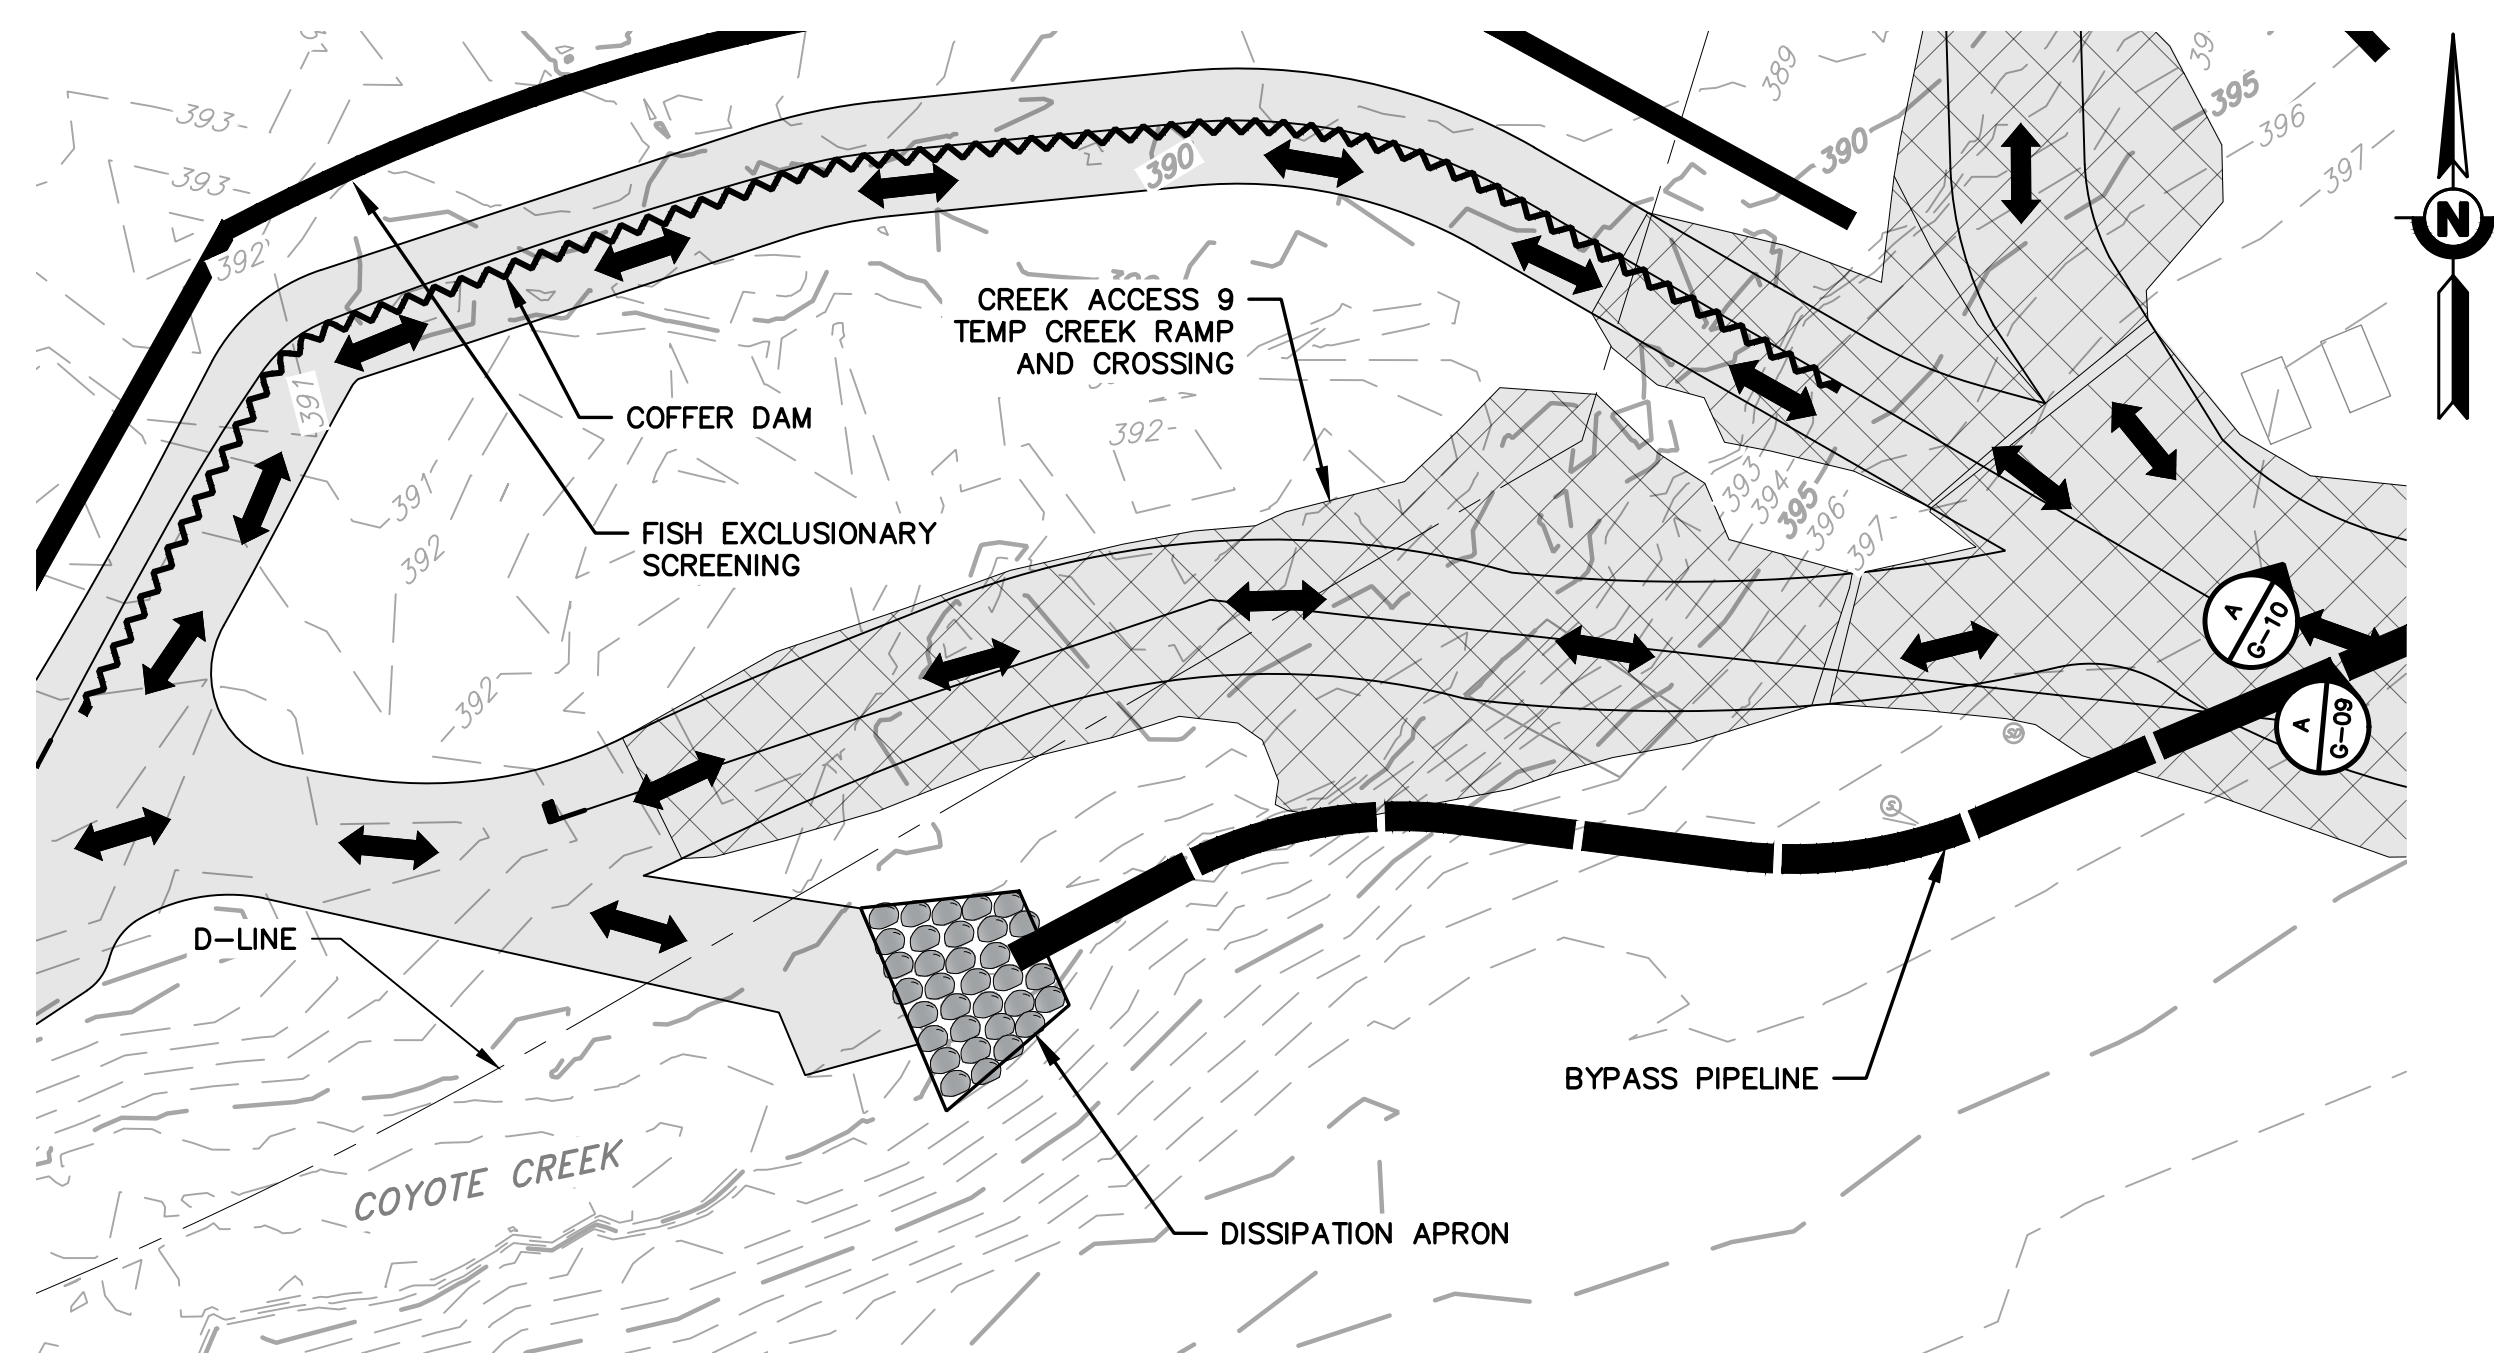 393
389
39
395
396
397
390
N
390
393
392
CREEK ACCESS 9
TEMP CREEK RAMP
AND CROSSING
391
COFFER DAM
392
391
393
394
395
396
397
FISH EXCLUSIONARY
SCREENING
392
A
G-10
392
A
G-09
S
D-LINE
BYPASS PIPELINE
COYOTE CREEK
DISSIPATION APRON